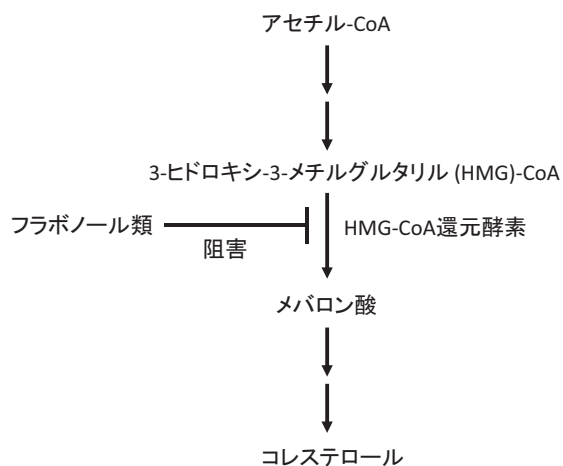 アセチル-CoA
3-ヒドロキシ-3-メチルグルタリル (HMG)-CoA
フラボノール類
阻害
HMG-CoA還元酵素
メバロン酸
コレステロール